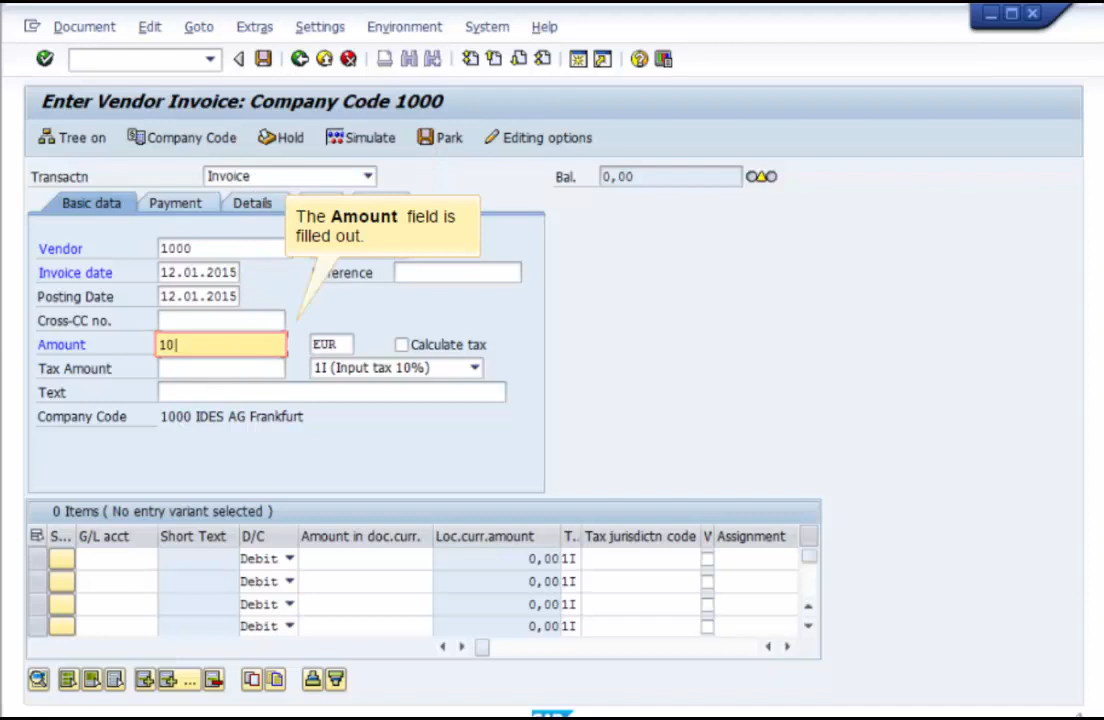 Document Edit Goto Extras Settings Environment System Help
Enter Vendor Invoice: Company Code 1000
Tree on Company Code Hold Simulate Park Editing options
Transactn Invoice Bal. 0,00
Basic data Payment Details
The Amount field is
filled out.
Vendor 1000
Invoice date 12.01.2015
Posting Date 12.01.2015
Cross-CC no.
Amount 10 EUR Calculate tax
Tax Amount 1I (Input tax 10%)
Text
Company Code 1000 IDES AG Frankfurt
0 Items ( No entry variant selected )
S... G/L acct Short Text D/C Amount in doc.curr. Loc.curr.amount T.. Tax jurisdictn code V Assignment
Debit 0,00 1I
Debit 0,00 1I
Debit 0,00 1I
Debit 0,00 1I